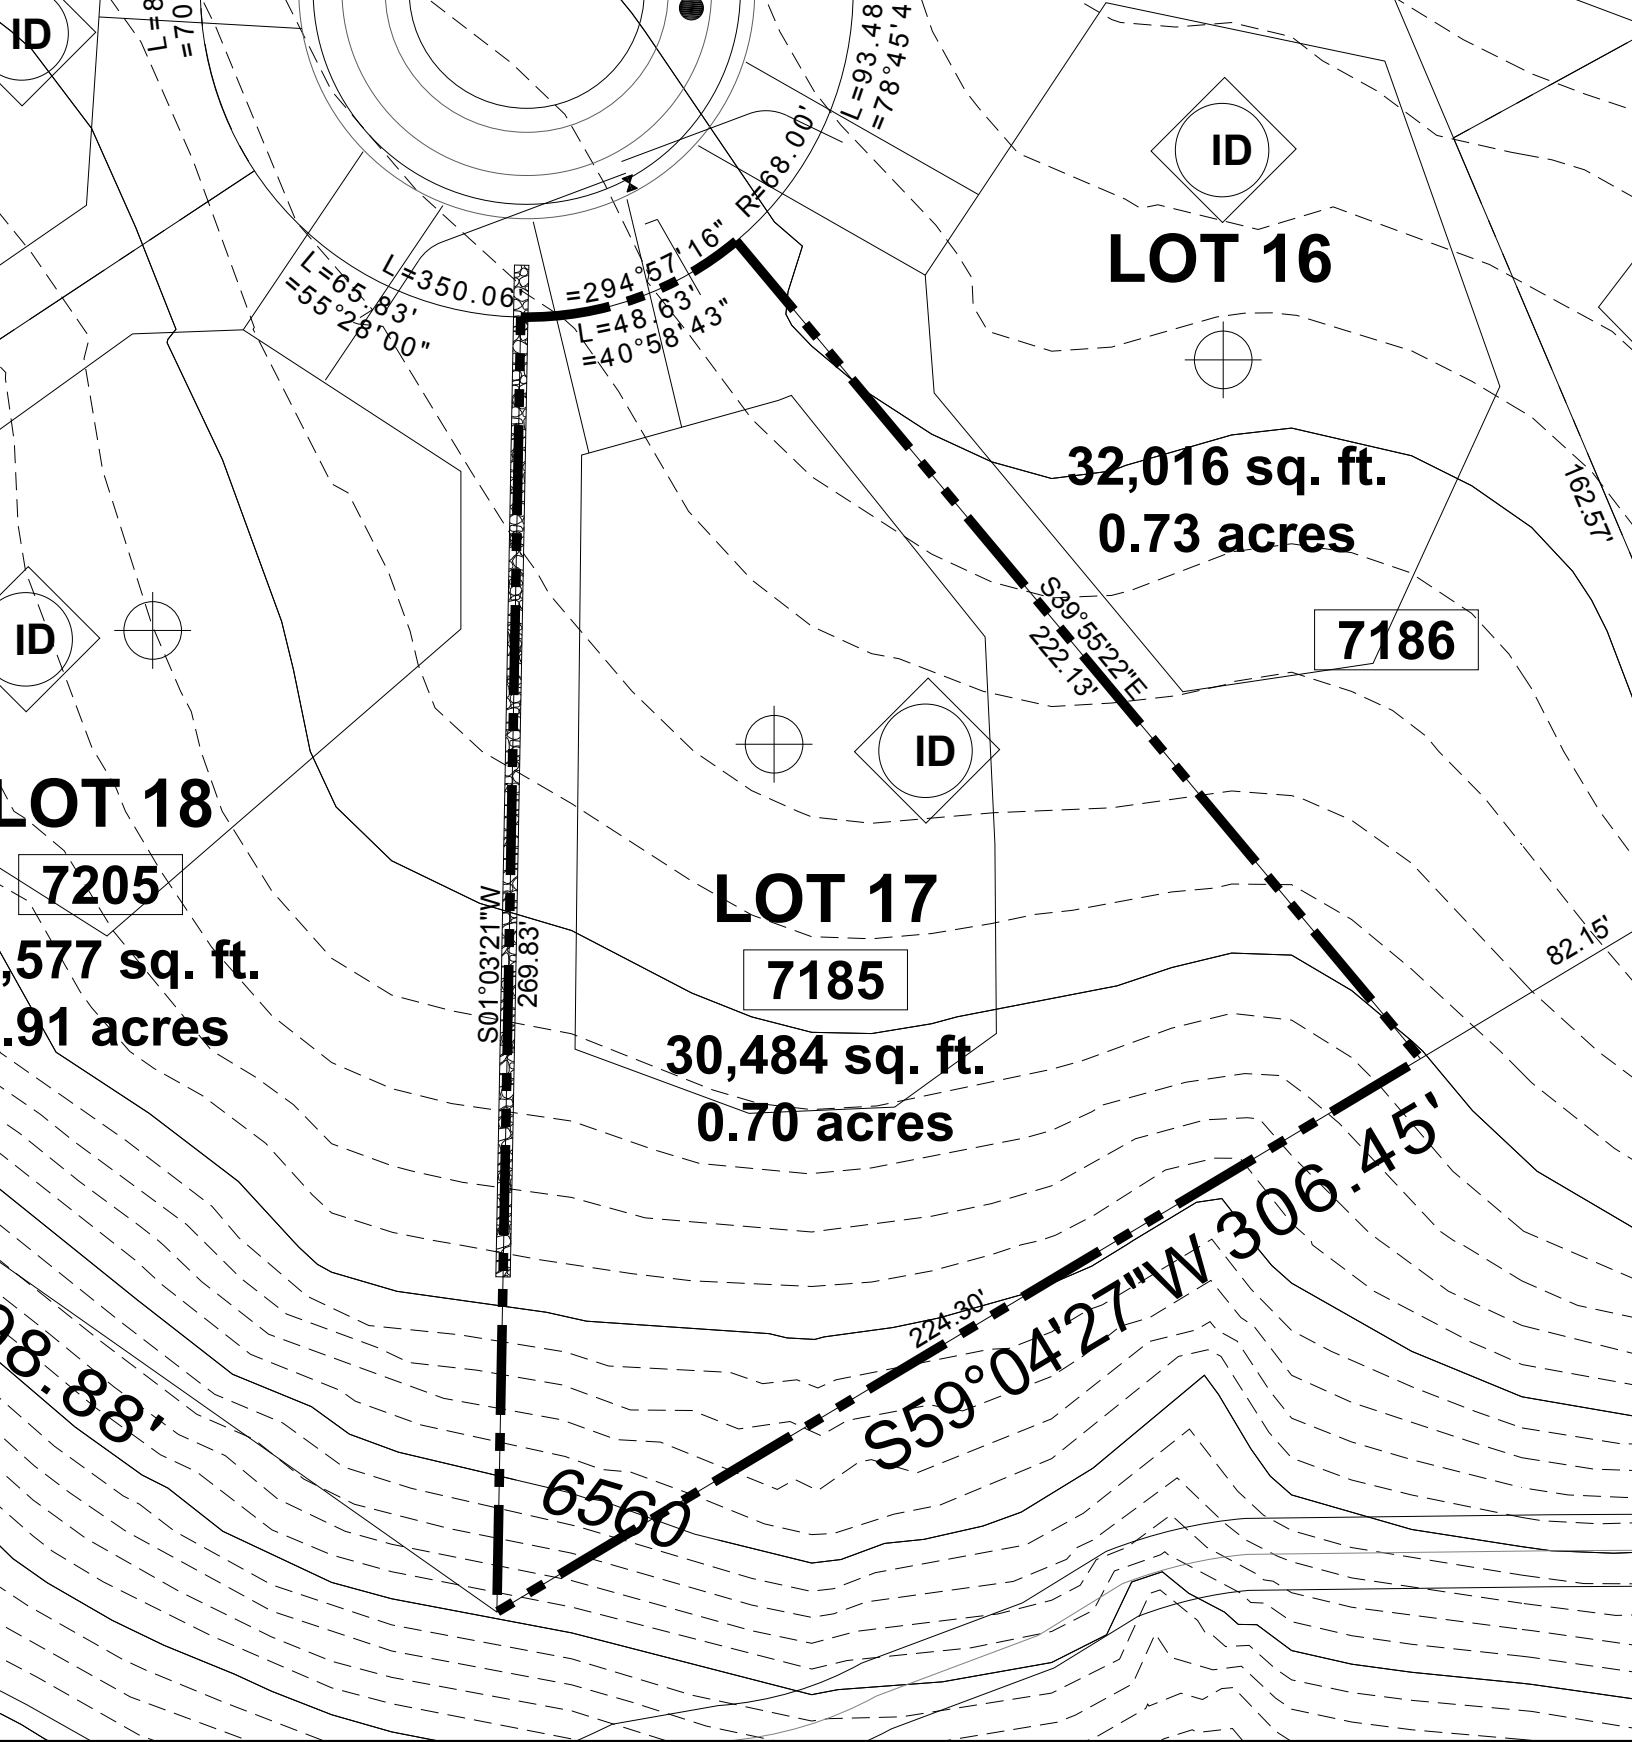 ID
L=8
=70
L=93.48
=78°45'4
R=68.00'
ID
LOT 16
32,016 sq. ft.
0.73 acres
7186
162.57'
L=65.83'
=55°28'00"
L=350.06'
=294°57'16"
L=48.63'
=40°58'43"
S39°55'22"E
222.13'
ID
LOT 18
7205
,577 sq. ft.
.91 acres
ID
LOT 17
7185
30,484 sq. ft.
0.70 acres
S01°03'21"W
269.83'
82.15'
224.30'
S59°04'27"W 306.45'
98.88'
6560